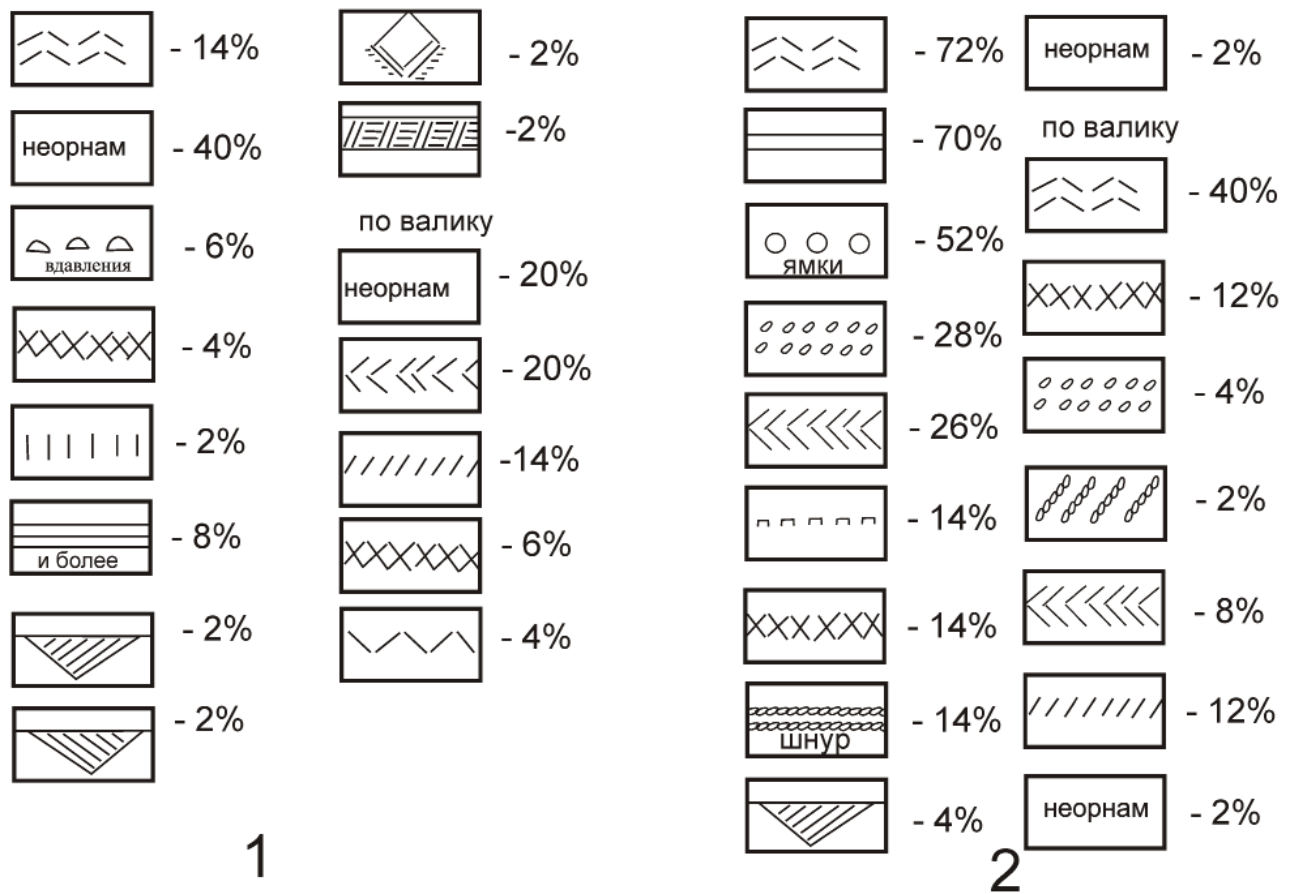 - 14%
неорнам - 40%
вдавления - 6%
- 4%
- 2%
и более - 8%
- 2%
- 2%
- 2%
-2%
по валику
неорнам - 20%
- 20%
-14%
- 6%
- 4%
1
- 72%
- 70%
ямки - 52%
- 28%
- 26%
- 14%
- 14%
шнур - 14%
- 4%
неорнам - 2%
по валику
- 40%
- 12%
- 4%
- 2%
- 8%
- 12%
неорнам - 2%
2